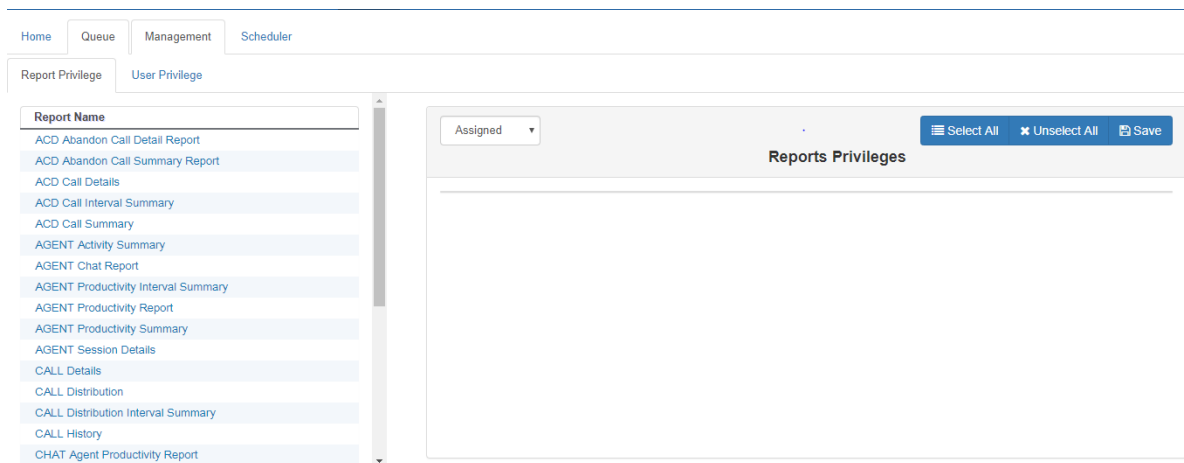 Home Queue Management Scheduler
Report Privilege User Privilege
Report Name
ACD Abandon Call Detail Report
ACD Abandon Call Summary Report
ACD Call Details
ACD Call Interval Summary
ACD Call Summary
AGENT Activity Summary
AGENT Chat Report
AGENT Productivity Interval Summary
AGENT Productivity Report
AGENT Productivity Summary
AGENT Session Details
CALL Details
CALL Distribution
CALL Distribution Interval Summary
CALL History
CHAT Agent Productivity Report
Assigned
Select All Unselect All Save
Reports Privileges